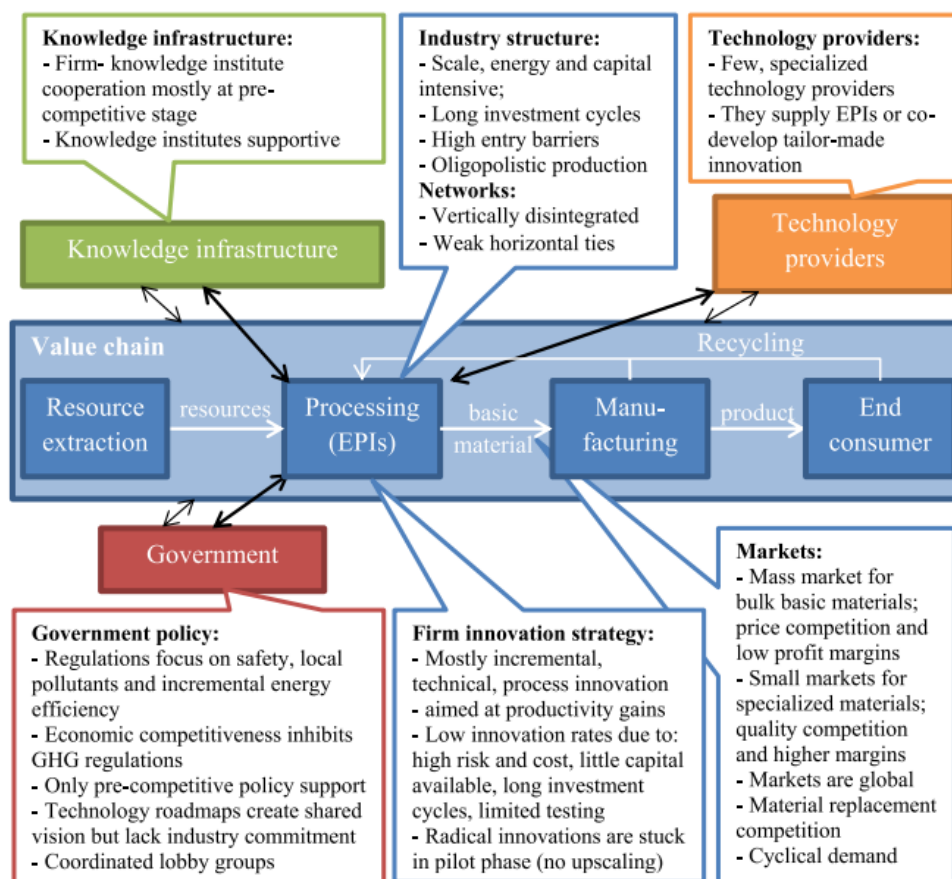 Knowledge infrastructure:
- Firm- knowledge institute
cooperation mostly at pre-
competitive stage
- Knowledge institutes supportive
Industry structure:
- Scale, energy and capital
intensive;
- Long investment cycles
- High entry barriers
- Oligopolistic production
Networks:
- Vertically disintegrated
- Weak horizontal ties
Technology providers:
- Few, specialized
technology providers
- They supply EPIs or co-
develop tailor-made
innovation
Knowledge infrastructure
Technology
providers
Value chain
Recycling
Resource
extraction
resources
Processing
(EPIs)
basic
material
Manu-
facturing
product
End
consumer
Government
Government policy:
- Regulations focus on safety, local
pollutants and incremental energy
efficiency
- Economic competitiveness inhibits
GHG regulations
- Only pre-competitive policy support
- Technology roadmaps create shared
vision but lack industry commitment
- Coordinated lobby groups
Firm innovation strategy:
- Mostly incremental,
technical, process innovation
- aimed at productivity gains
- Low innovation rates due to:
high risk and cost, little capital
available, long investment
cycles, limited testing
- Radical innovations are stuck
in pilot phase (no upscaling)
Markets:
- Mass market for
bulk basic materials;
price competition and
low profit margins
- Small markets for
specialized materials;
quality competition
and higher margins
- Markets are global
- Material replacement
competition
- Cyclical demand